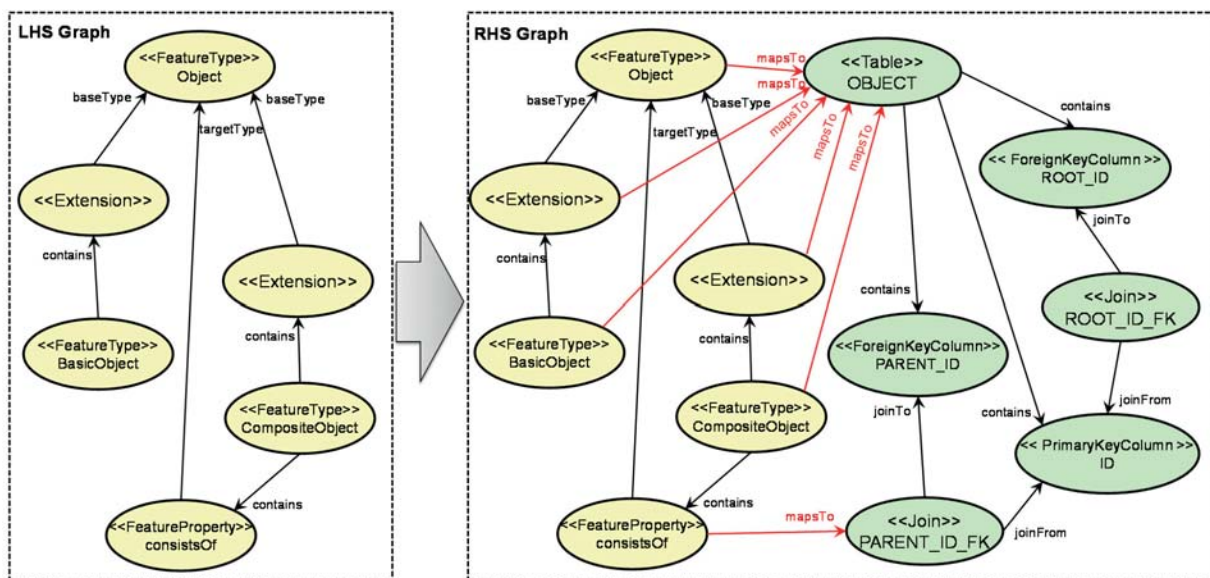 LHS Graph
<<FeatureType>>
Object
baseType
baseType
targetType
<<Extension>>
contains
<<Extension>>
<<FeatureType>>
BasicObject
contains
<<FeatureType>>
CompositeObject
contains
<<FeatureProperty>>
consistsOf
RHS Graph
<<FeatureType>>
Object
mapsTo
mapsTo
<<Table>>
OBJECT
baseType
baseType
mapsTo
targetType
mapsTo
mapsTo
contains
<< ForeignKeyColumn >>
ROOT_ID
<<Extension>>
joinTo
contains
<<Extension>>
contains
<<Join>>
ROOT_ID_FK
<<FeatureType>>
BasicObject
contains
<<ForeignKeyColumn>>
PARENT_ID
<<FeatureType>>
CompositeObject
joinTo
contains
joinFrom
<< PrimaryKeyColumn >>
ID
contains
<<FeatureProperty>>
consistsOf
mapsTo
<<Join>>
PARENT_ID_FK
joinFrom